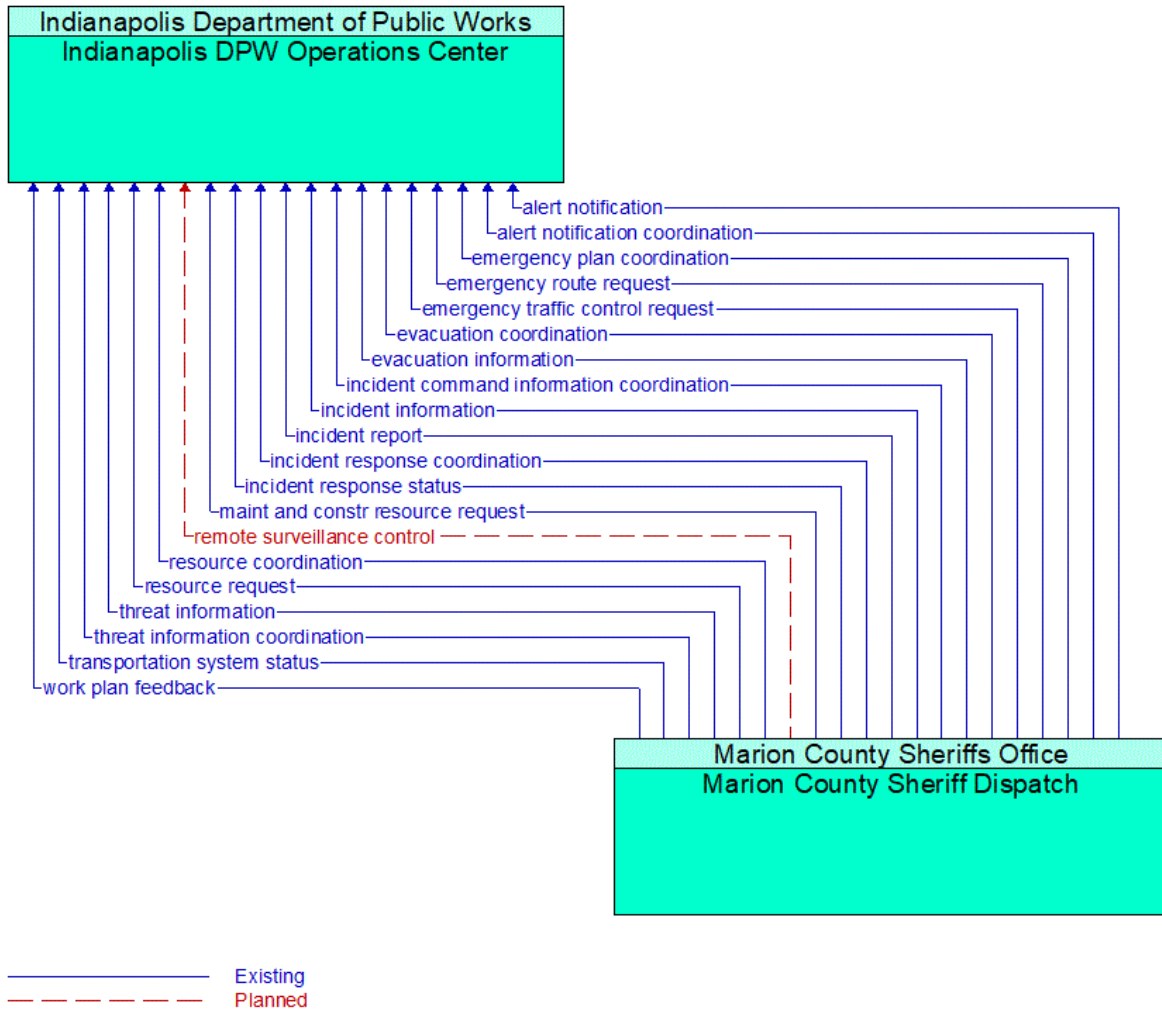 Indianapolis Department of Public Works
Indianapolis DPW Operations Center
alert notification
alert notification coordination
emergency plan coordination
emergency route request
emergency traffic control request
evacuation coordination
evacuation information
incident command information coordination
incident information
incident report
incident response coordination
incident response status
maint and constr resource request
remote surveillance control
resource coordination
resource request
threat information
threat information coordination
transportation system status
work plan feedback
Marion County Sheriffs Office
Marion County Sheriff Dispatch
Existing
Planned